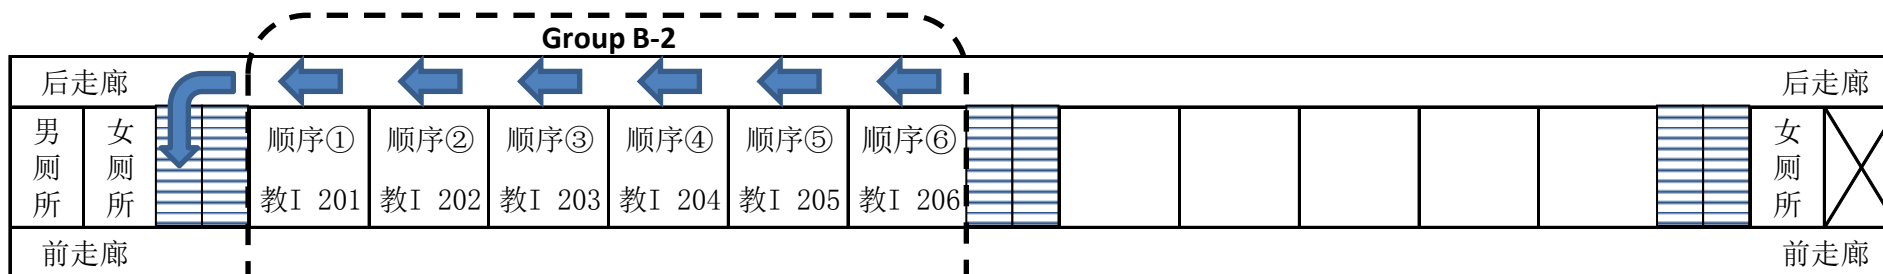 Group B-2
后走廊
后走廊
男厕所
女厕所
顺序①
教I 201
顺序②
教I 202
顺序③
教I 203
顺序④
教I 204
顺序⑤
教I 205
顺序⑥
教I 206
女厕所
前走廊
前走廊